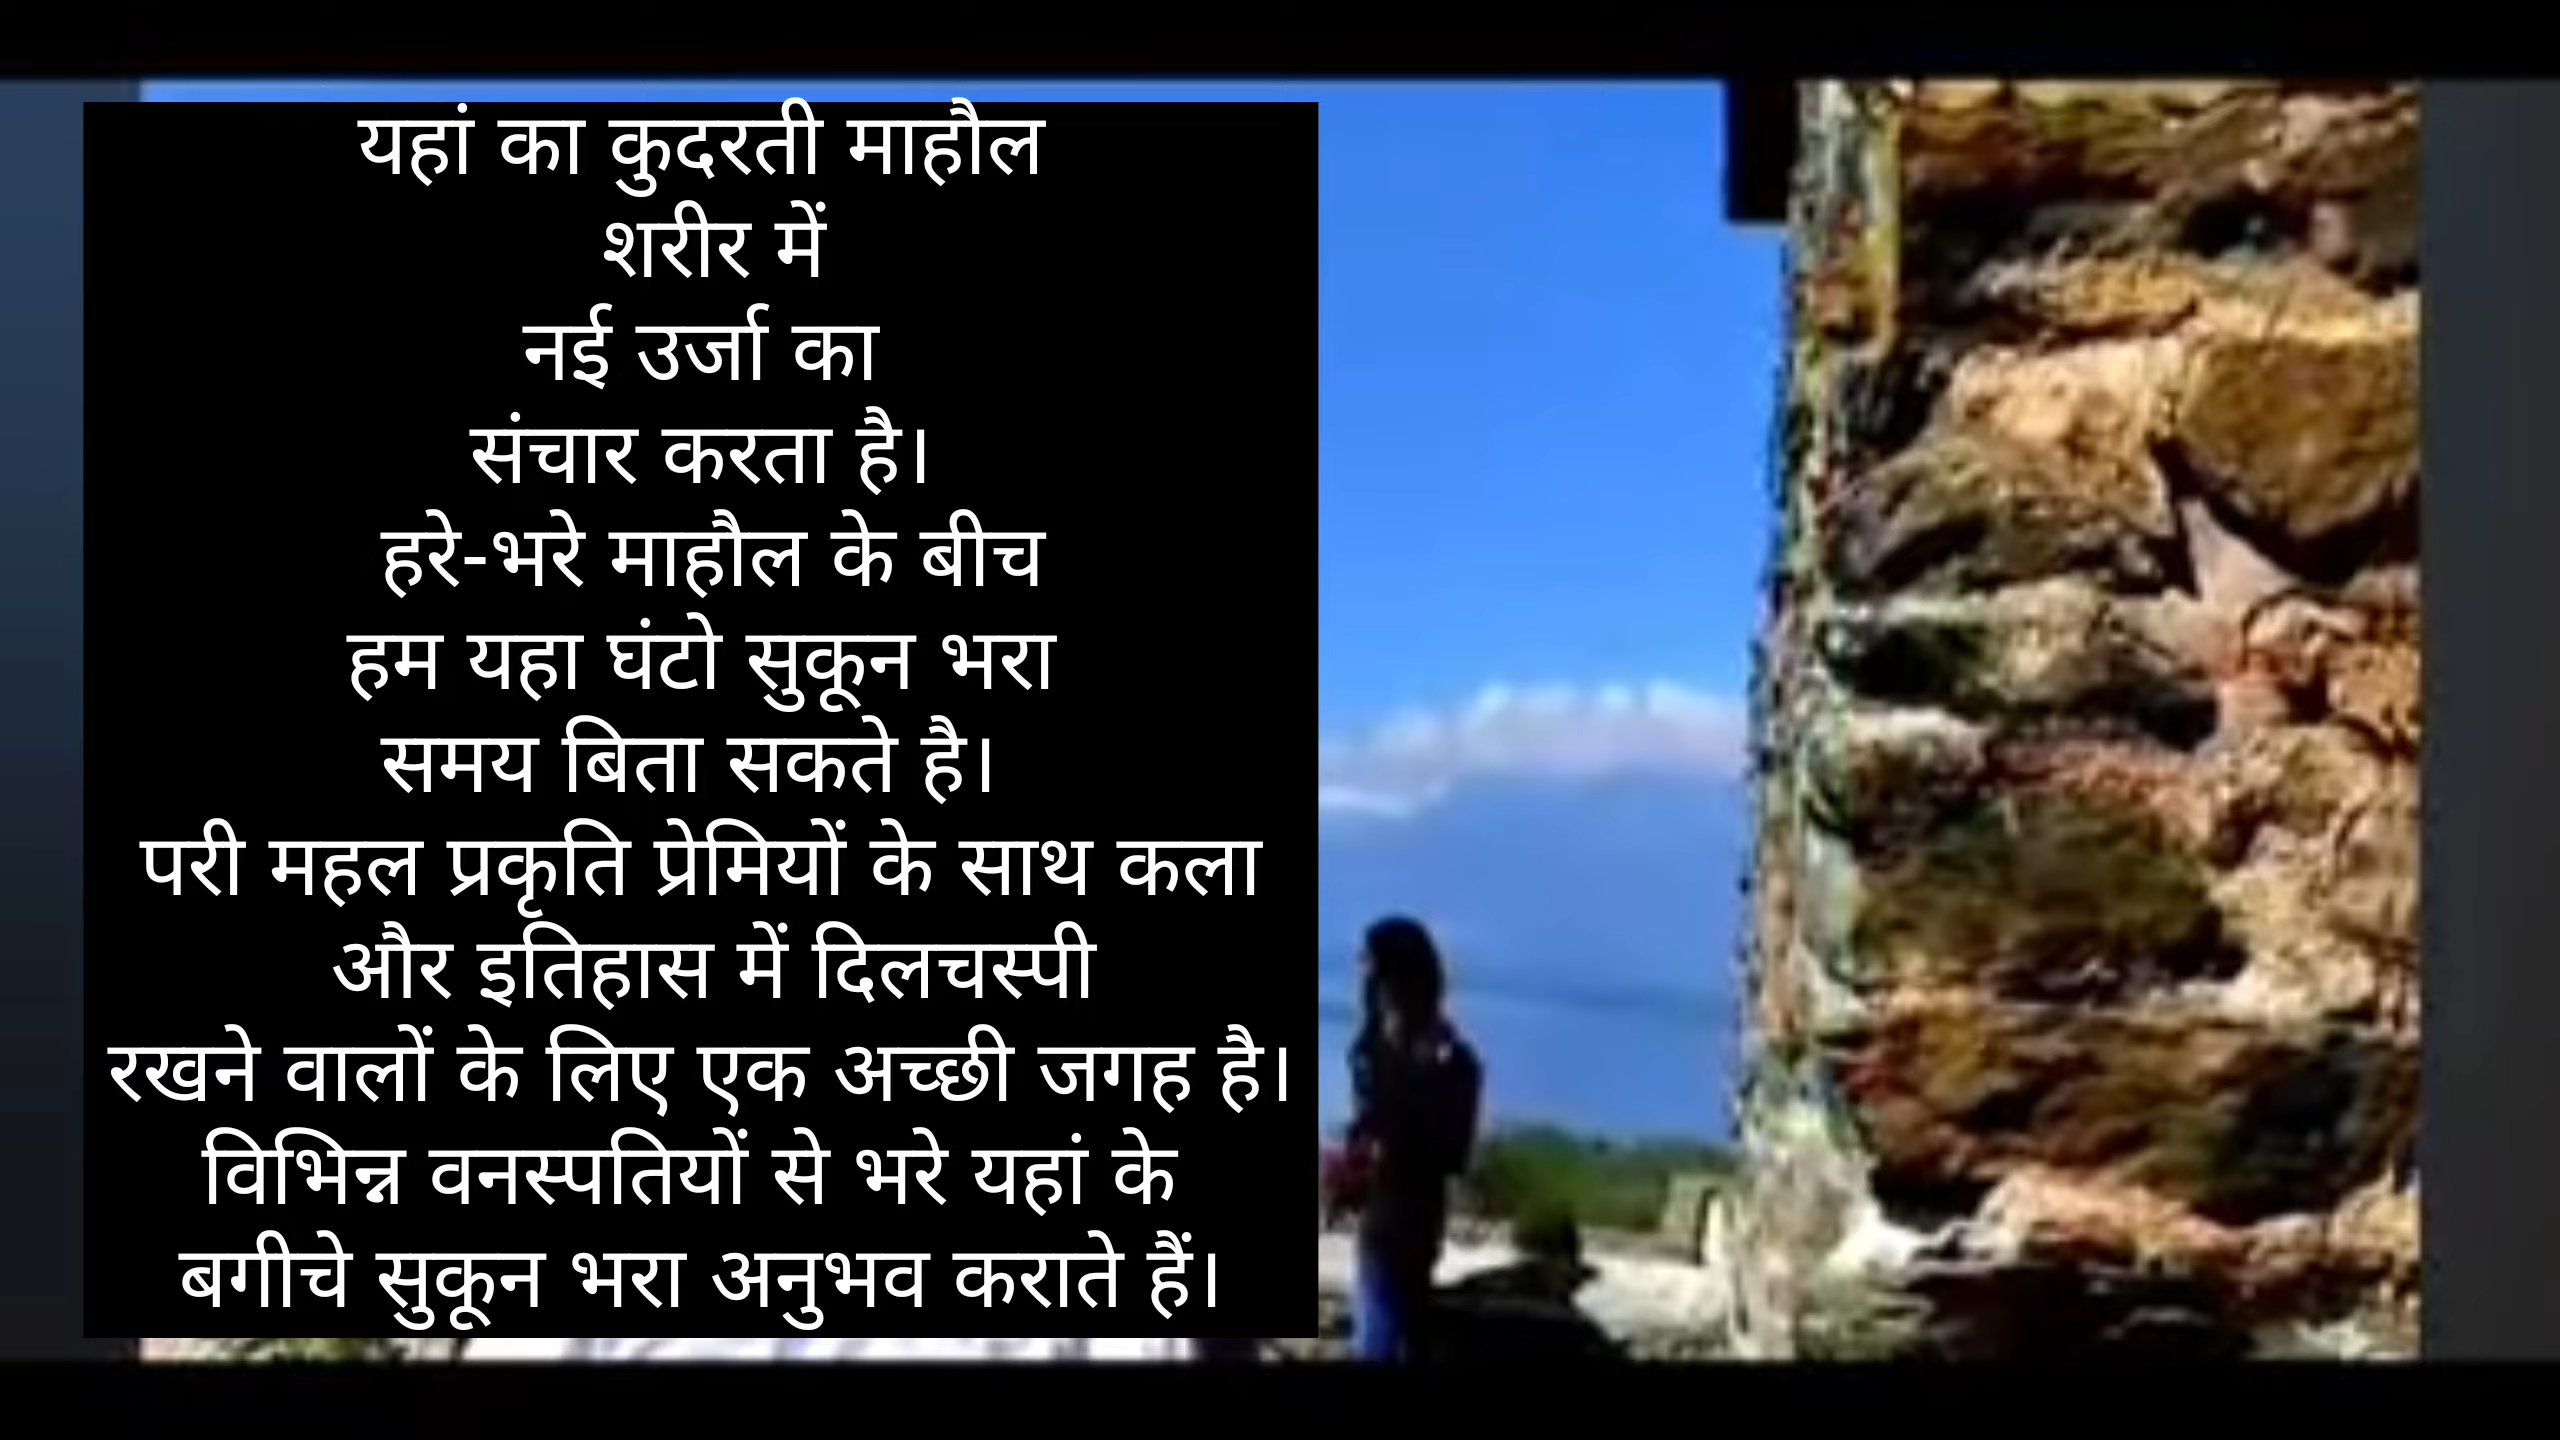 यहां का कुदरती माहौल
शरीर में
नई उर्जा का
संचार करता है।
हरे-भरे माहौल के बीच
हम यहा घंटो सुकून भरा
समय बिता सकते है।
परी महल प्रकृति प्रेमियों के साथ कला
और इतिहास में दिलचस्पी
रखने वालों के लिए एक अच्छी जगह है।
विभिन्न वनस्पतियों से भरे यहां के
बगीचे सुकून भरा अनुभव कराते हैं।